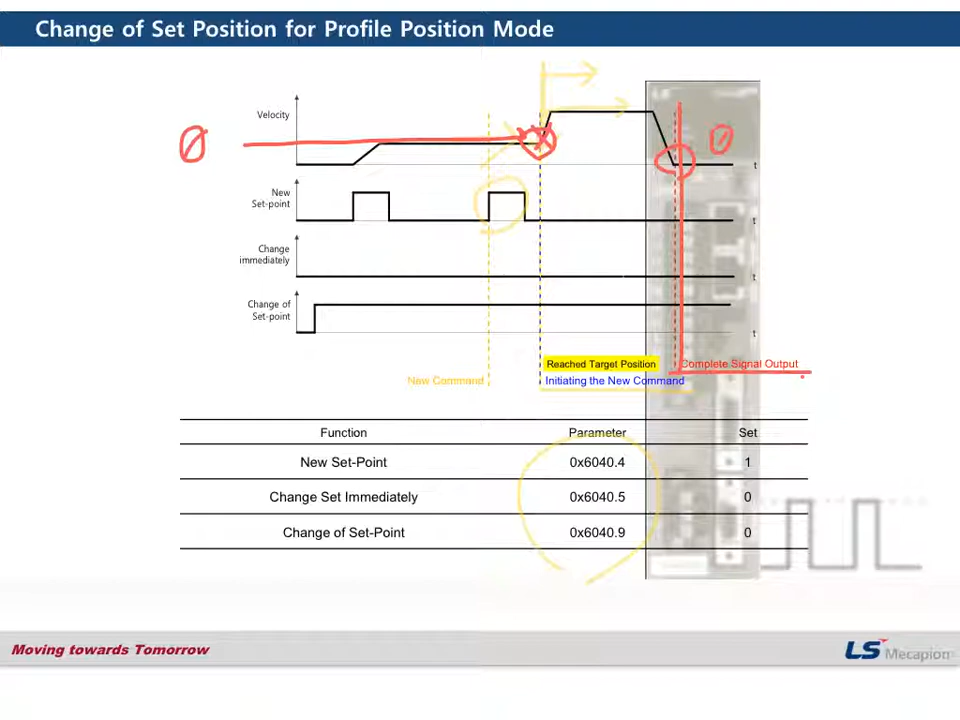 Change of Set Position for Profile Position Mode
Velocity
0
0
t
New
Set-point
t
Change
immediately
t
Change of
Set-point
t
Reached Target Position
Complete Signal Output
New Command
Initiating the New Command
Function Parameter Set
New Set-Point 0x6040.4 1
Change Set Immediately 0x6040.5 0
Change of Set-Point 0x6040.9 0
Moving towards Tomorrow
LS Mecapion